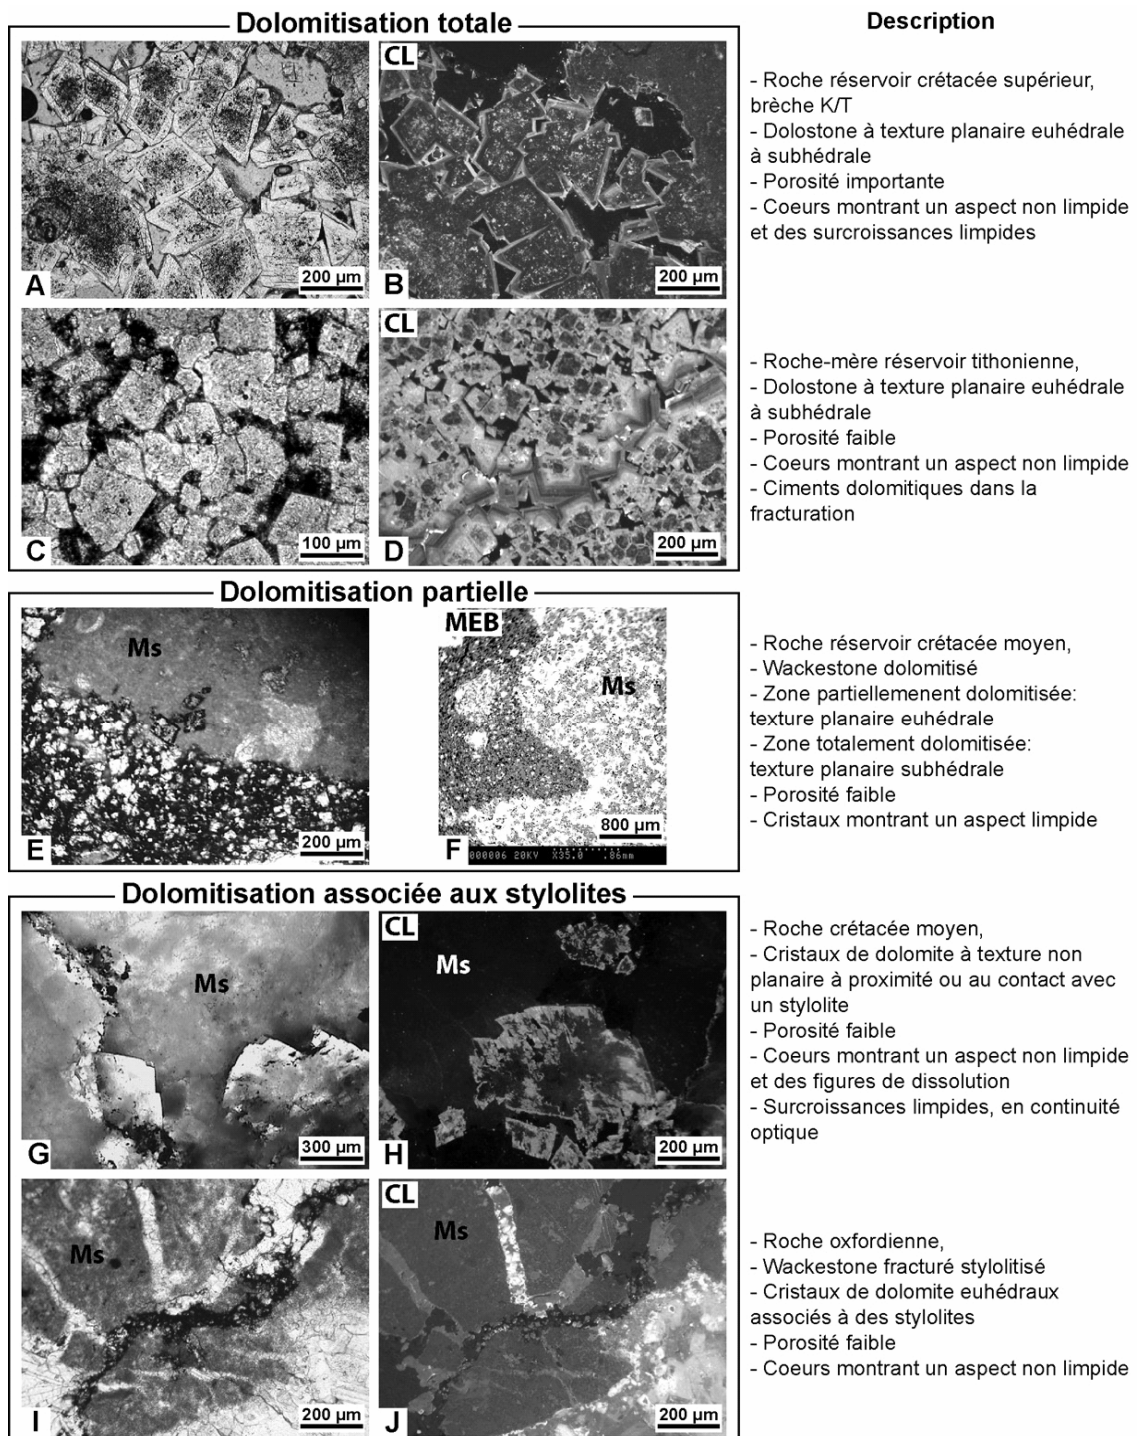 Dolomitisation totale
Description
CL
A
200 µm
B
200 µm
- Roche réservoir crétacée supérieur,
brèche K/T
- Dolostone à texture planaire euhédrale
à subhédrale
- Porosité importante
- Coeurs montrant un aspect non limpide
et des surcroissances limpides
CL
C
100 µm
D
200 µm
- Roche-mère réservoir tithonienne,
- Dolostone à texture planaire euhédrale
à subhédrale
- Porosité faible
- Coeurs montrant un aspect non limpide
- Ciments dolomitiques dans la
fracturation
Dolomitisation partielle
Ms
E
200 µm
MEB
Ms
800 µm
F
000006 20KV X35.0 .86mm
- Roche réservoir crétacée moyen,
- Wackestone dolomitisé
- Zone partiellemenent dolomitisée:
texture planaire euhédrale
- Zone totalement dolomitisée:
texture planaire subhédrale
- Porosité faible
- Cristaux montrant un aspect limpide
Dolomitisation associée aux stylolites
Ms
G
300 µm
CL
Ms
H
200 µm
- Roche crétacée moyen,
- Cristaux de dolomite à texture non
planaire à proximité ou au contact avec
un stylolite
- Porosité faible
- Coeurs montrant un aspect non limpide
et des figures de dissolution
- Surcroissances limpides, en continuité
optique
Ms
I
200 µm
CL
Ms
J
200 µm
- Roche oxfordienne,
- Wackestone fracturé stylolitisé
- Cristaux de dolomite euhédraux
associés à des stylolites
- Porosité faible
- Coeurs montrant un aspect non limpide